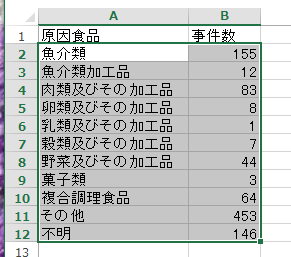 A B
1 原因食品 事件数
2 魚介類 155
3 魚介類加工品 12
4 肉類及びその加工品 83
5 卵類及びその加工品 8
6 乳類及びその加工品 1
7 穀類及びその加工品 7
8 野菜及びその加工品 44
9 菓子類 3
10 複合調理食品 64
11 その他 453
12 不明 146
13